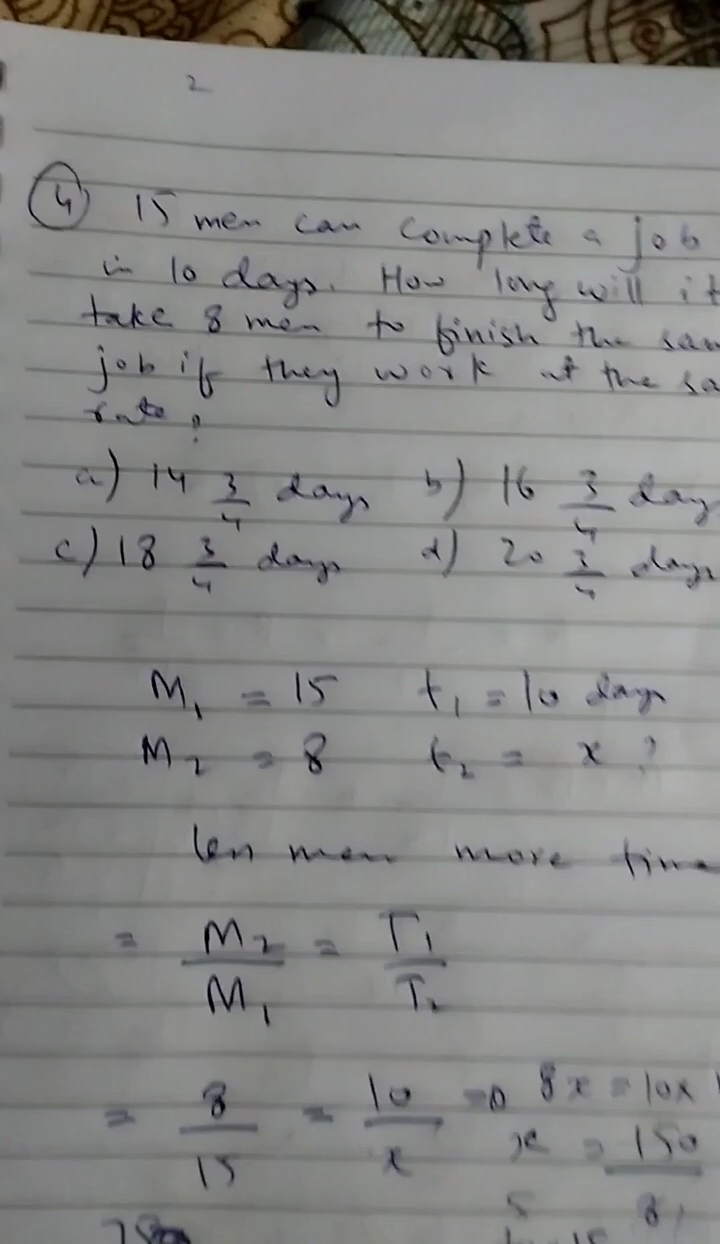 2
4) 15 men can complete a job
in 10 days. How long will it
take 8 men to finish the sam
job if they work at the sa
rate?
a) 14 3/4 days b) 16 3/4 day
c) 18 3/4 days d) 20 3/4 days
M₁ = 15 t₁ = 10 days
M₂ = 8 t₂ = x ?
len men more time
= M₂/M₁ = T₁/T₂
= 8/15 = 10/x => 8x = 10x
x = 150/8